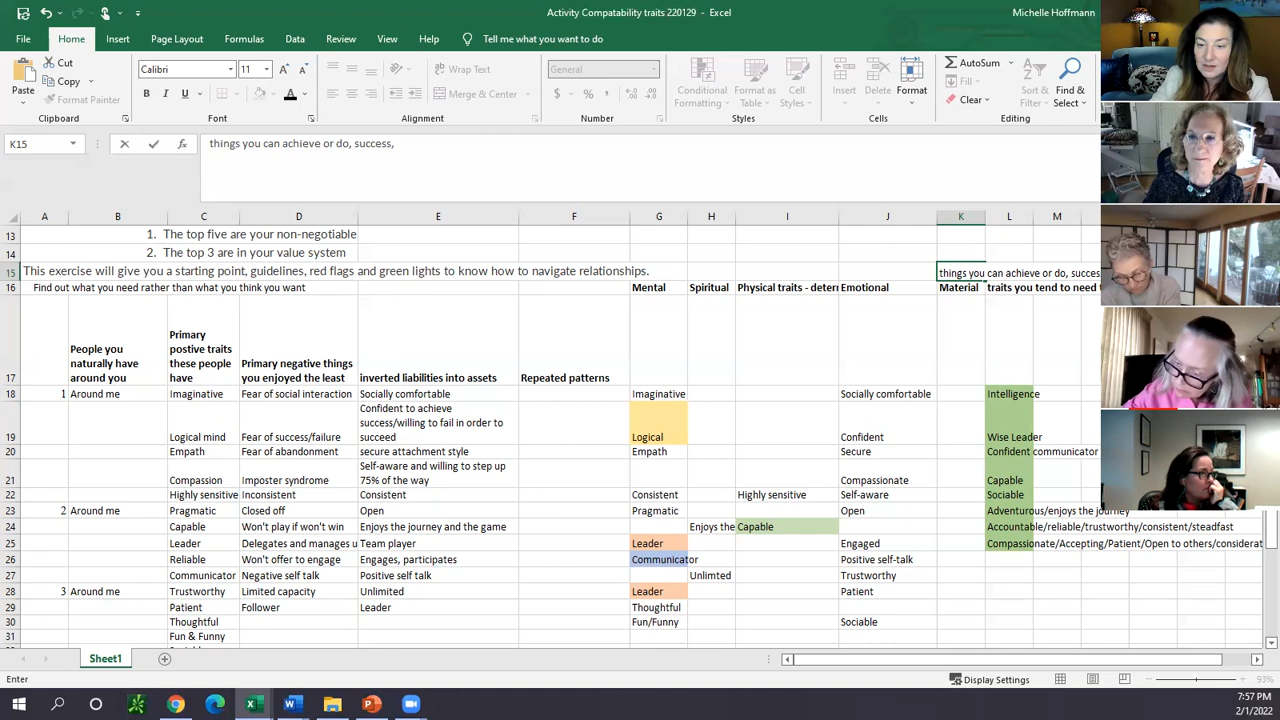 Activity Compatability traits 220129 - Excel
Michelle Hoffmann
File Home Insert Page Layout Formulas Data Review View Help Tell me what you want to do
Paste
Cut
Copy
Format Painter
Clipboard
Calibri 11
B I U
Font
Wrap Text
Merge & Center
Alignment
General
$ % ,
Number
Conditional Formatting
Format as Table
Cell Styles
Styles
Insert Delete Format
Cells
AutoSum
Fill
Clear
Sort & Filter
Find & Select
Editing
K15 fx things you can achieve or do, success,
A B C D E F G H I J K L M
13 1. The top five are your non-negotiable
14 2. The top 3 are in your value system
15 This exercise will give you a starting point, guidelines, red flags and green lights to know how to navigate relationships. things you can achieve or do, succes
16 Find out what you need rather than what you think you want Mental Spiritual Physical traits - deter Emotional Material traits you tend to need t
17 People you naturally have around you Primary postive traits these people have Primary negative things you enjoyed the least inverted liabilities into assets Repeated patterns
18 1 Around me Imaginative Fear of social interaction Socially comfortable Imaginative Socially comfortable Intelligence
19 Logical mind Fear of success/failure Confident to achieve success/willing to fail in order to succeed Logical Confident Wise Leader
20 Empath Fear of abandonment secure attachment style Empath Secure Confident communicator
21 Compassion Imposter syndrome Self-aware and willing to step up 75% of the way Compassionate Capable
22 Highly sensitive Inconsistent Consistent Consistent Highly sensitive Self-aware Sociable
23 2 Around me Pragmatic Closed off Open Pragmatic Open Adventurous/enjoys the journey
24 Capable Won't play if won't win Enjoys the journey and the game Enjoys the Capable Accountable/reliable/trustworthy/consistent/steadfast
25 Leader Delegates and manages u Team player Leader Engaged Compassionate/Accepting/Patient/Open to others/considerat
26 Reliable Won't offer to engage Engages, participates Communicator Positive self-talk
27 Communicator Negative self talk Positive self talk Unlimted Trustworthy
28 3 Around me Trustworthy Limited capacity Unlimited Leader Patient
29 Patient Follower Leader Thoughtful
30 Thoughtful Fun/Funny Sociable
31 Fun & Funny
Sheet1
Enter Display Settings 93%
7:57 PM
2/1/2022